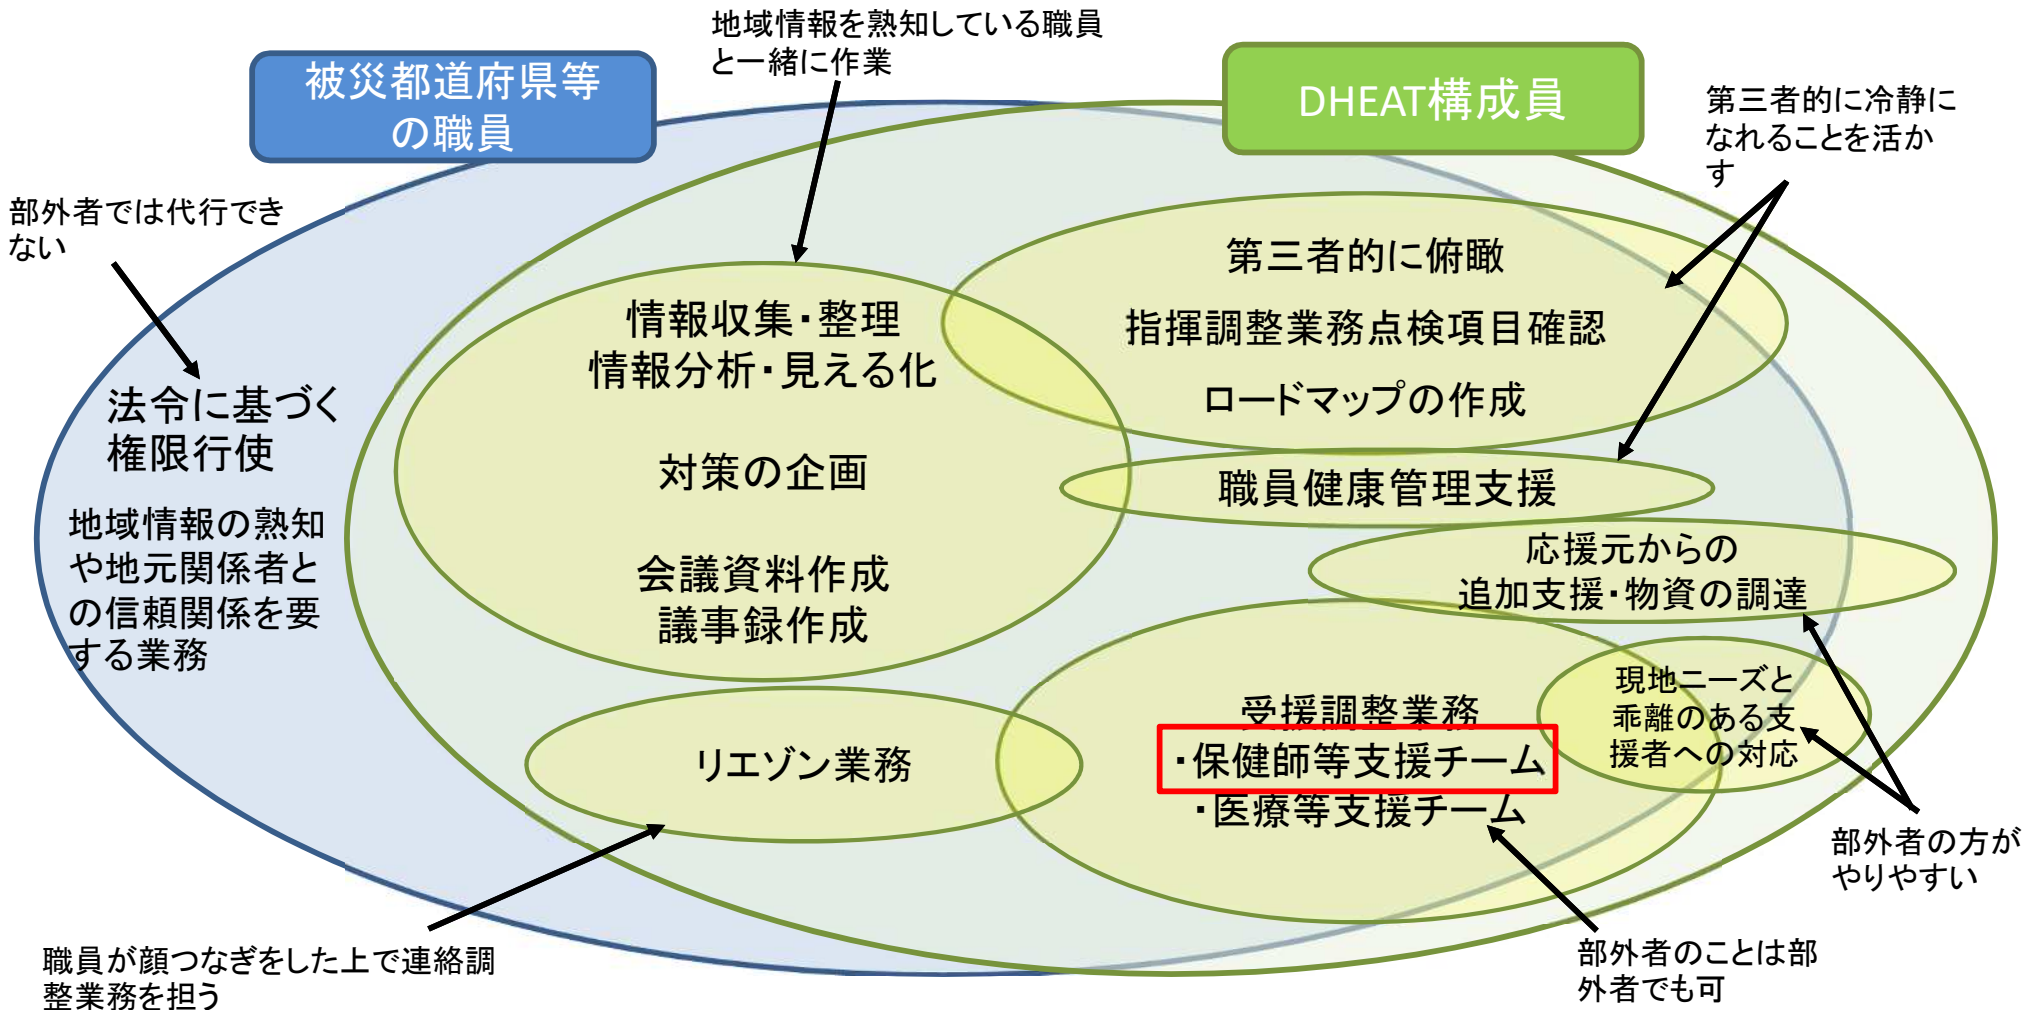 地域情報を熟知している職員
と一緒に作業
被災都道府県等
の職員
DHEAT構成員
第三者的に冷静に
なれることを活か
す
部外者では代行でき
ない
法令に基づく
権限行使
地域情報の熟知
や地元関係者と
の信頼関係を要
する業務
情報収集・整理
情報分析・見える化
対策の企画
会議資料作成
議事録作成
第三者的に俯瞰
指揮調整業務点検項目確認
ロードマップの作成
職員健康管理支援
応援元からの
追加支援・物資の調達
現地ニーズと
乖離のある支
援者への対応
受援調整業務
・保健師等支援チーム
・医療等支援チーム
リエゾン業務
部外者の方が
やりやすい
職員が顔つなぎをした上で連絡調
整業務を担う
部外者のことは部
外者でも可